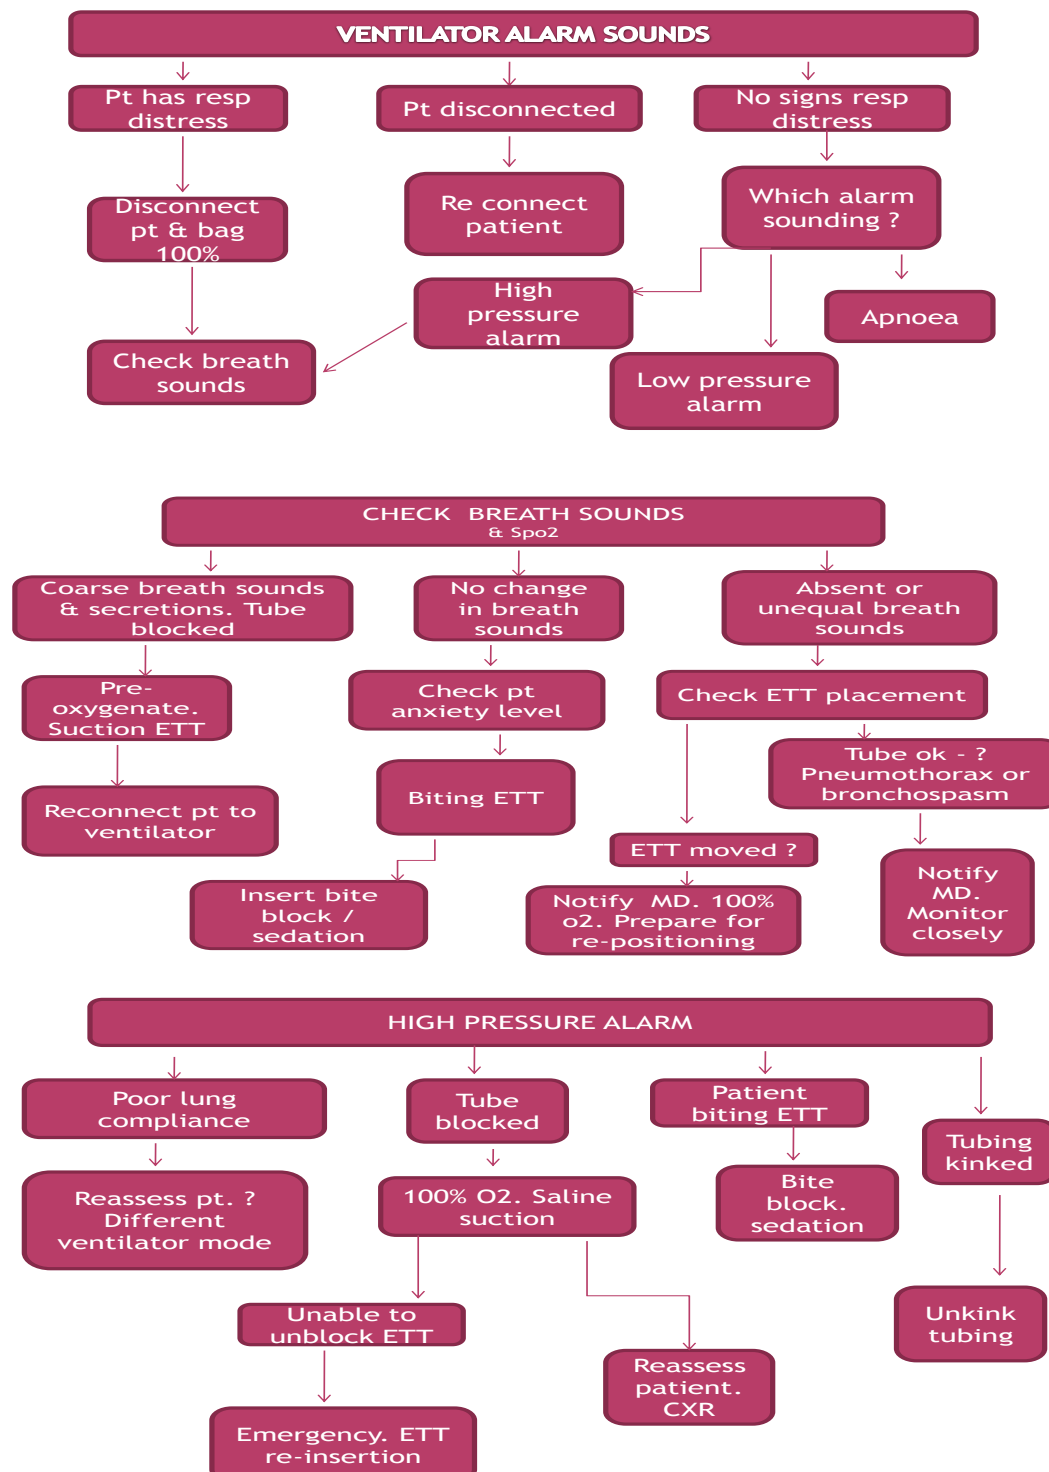 VENTILATOR ALARM SOUNDS
Pt has resp
distress
Pt disconnected
No signs resp
distress
Disconnect
pt & bag
100%
Re connect
patient
Which alarm
sounding ?
High
pressure
alarm
Apnoea
Check breath
sounds
Low pressure
alarm
CHECK BREATH SOUNDS
& Spo2
Coarse breath sounds
& secretions. Tube
blocked
No change
in breath
sounds
Absent or
unequal breath
sounds
Pre-
oxygenate.
Suction ETT
Check pt
anxiety level
Check ETT placement
Tube ok - ?
Pneumothorax or
bronchospasm
Reconnect pt to
ventilator
Biting ETT
ETT moved ?
Insert bite
block /
sedation
Notify MD. 100%
o2. Prepare for
re-positioning
Notify
MD.
Monitor
closely
HIGH PRESSURE ALARM
Poor lung
compliance
Tube
blocked
Patient
biting ETT
Tubing
kinked
Reassess pt. ?
Different
ventilator mode
100% O2. Saline
suction
Bite
block.
sedation
Unable to
unblock ETT
Unkink
tubing
Reassess
patient.
CXR
Emergency. ETT
re-insertion